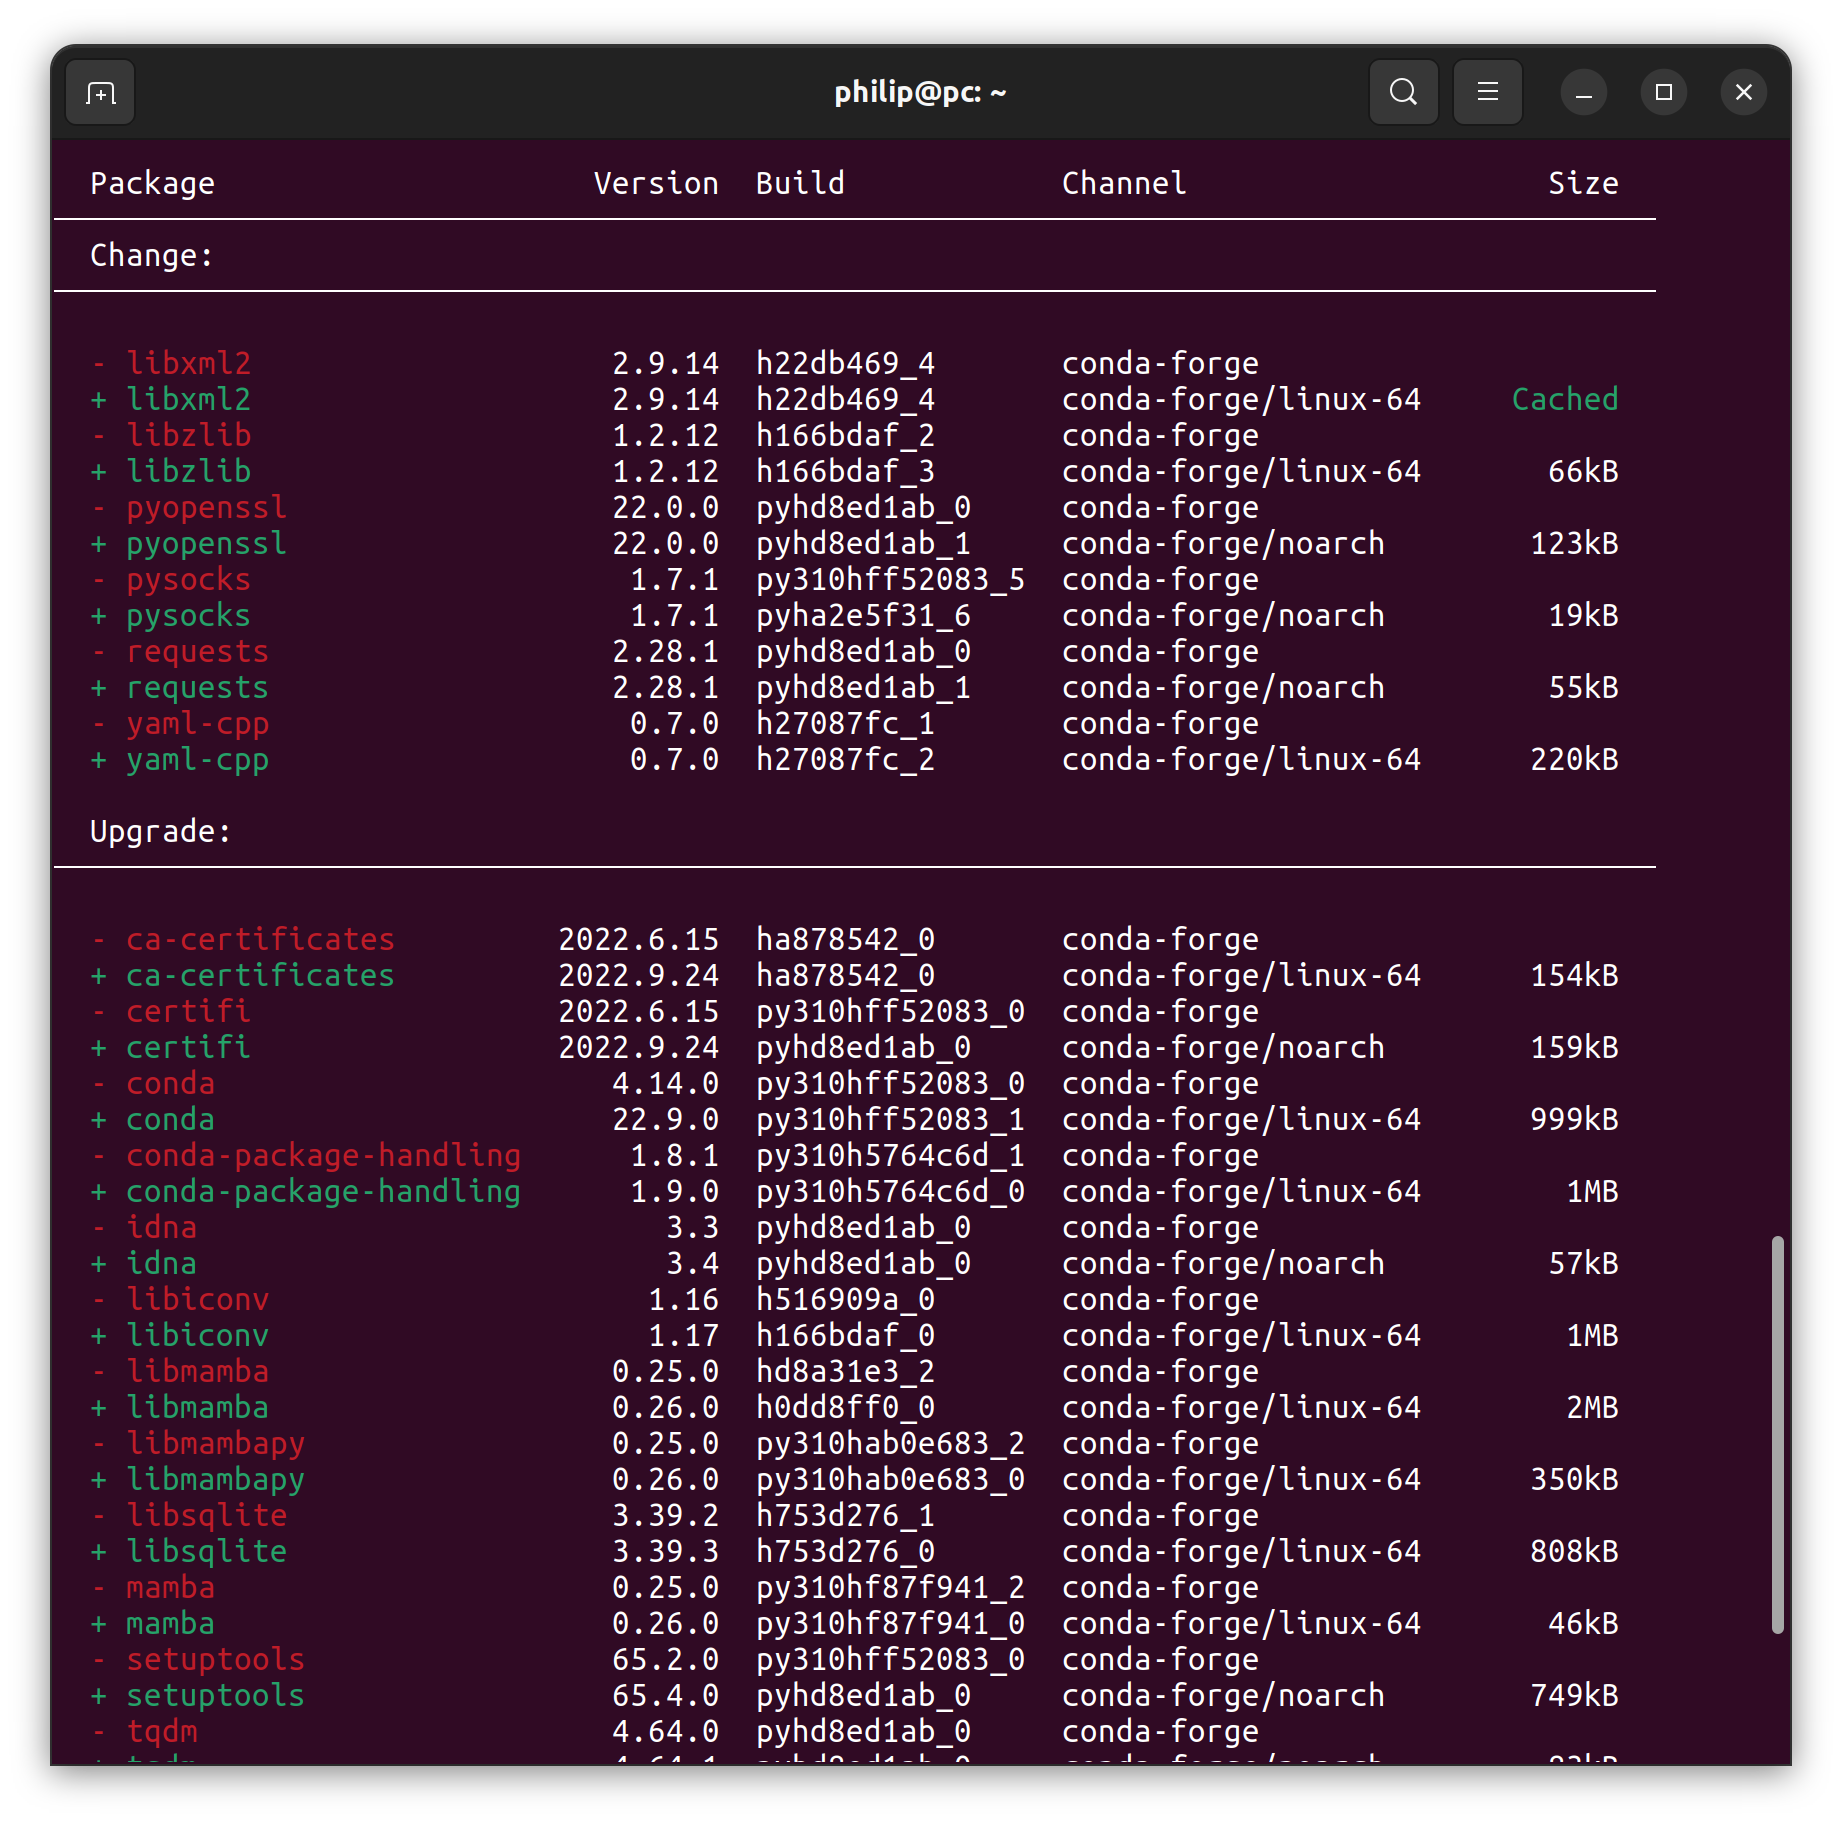 philip@pc: ~
Package Version Build Channel Size
Change:
- libxml2 2.9.14 h22db469_4 conda-forge
+ libxml2 2.9.14 h22db469_4 conda-forge/linux-64 Cached
- libzlib 1.2.12 h166bdaf_2 conda-forge
+ libzlib 1.2.12 h166bdaf_3 conda-forge/linux-64 66kB
- pyopenssl 22.0.0 pyhd8ed1ab_0 conda-forge
+ pyopenssl 22.0.0 pyhd8ed1ab_1 conda-forge/noarch 123kB
- pysocks 1.7.1 py310hff52083_5 conda-forge
+ pysocks 1.7.1 pyha2e5f31_6 conda-forge/noarch 19kB
- requests 2.28.1 pyhd8ed1ab_0 conda-forge
+ requests 2.28.1 pyhd8ed1ab_1 conda-forge/noarch 55kB
- yaml-cpp 0.7.0 h27087fc_1 conda-forge
+ yaml-cpp 0.7.0 h27087fc_2 conda-forge/linux-64 220kB
Upgrade:
- ca-certificates 2022.6.15 ha878542_0 conda-forge
+ ca-certificates 2022.9.24 ha878542_0 conda-forge/linux-64 154kB
- certifi 2022.6.15 py310hff52083_0 conda-forge
+ certifi 2022.9.24 pyhd8ed1ab_0 conda-forge/noarch 159kB
- conda 4.14.0 py310hff52083_0 conda-forge
+ conda 22.9.0 py310hff52083_1 conda-forge/linux-64 999kB
- conda-package-handling 1.8.1 py310h5764c6d_1 conda-forge
+ conda-package-handling 1.9.0 py310h5764c6d_0 conda-forge/linux-64 1MB
- idna 3.3 pyhd8ed1ab_0 conda-forge
+ idna 3.4 pyhd8ed1ab_0 conda-forge/noarch 57kB
- libiconv 1.16 h516909a_0 conda-forge
+ libiconv 1.17 h166bdaf_0 conda-forge/linux-64 1MB
- libmamba 0.25.0 hd8a31e3_2 conda-forge
+ libmamba 0.26.0 h0dd8ff0_0 conda-forge/linux-64 2MB
- libmambapy 0.25.0 py310hab0e683_2 conda-forge
+ libmambapy 0.26.0 py310hab0e683_0 conda-forge/linux-64 350kB
- libsqlite 3.39.2 h753d276_1 conda-forge
+ libsqlite 3.39.3 h753d276_0 conda-forge/linux-64 808kB
- mamba 0.25.0 py310hf87f941_2 conda-forge
+ mamba 0.26.0 py310hf87f941_0 conda-forge/linux-64 46kB
- setuptools 65.2.0 py310hff52083_0 conda-forge
+ setuptools 65.4.0 pyhd8ed1ab_0 conda-forge/noarch 749kB
- tqdm 4.64.0 pyhd8ed1ab_0 conda-forge